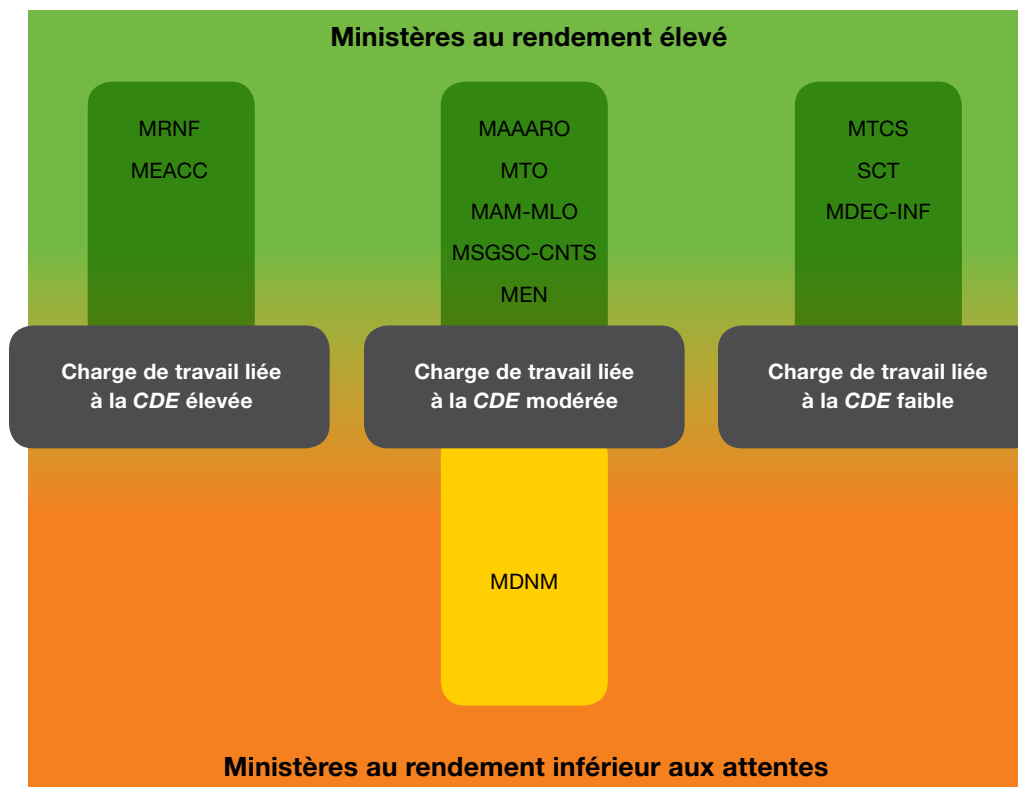 Ministères au rendement élevé
MRNF
MEACC
MAAARO
MTO
MAM-MLO
MSGSC-CNTS
MEN
MTCS
SCT
MDEC-INF
Charge de travail liée
à la CDE élevée
Charge de travail liée
à la CDE modérée
Charge de travail liée
à la CDE faible
MDNM
Ministères au rendement inférieur aux attentes